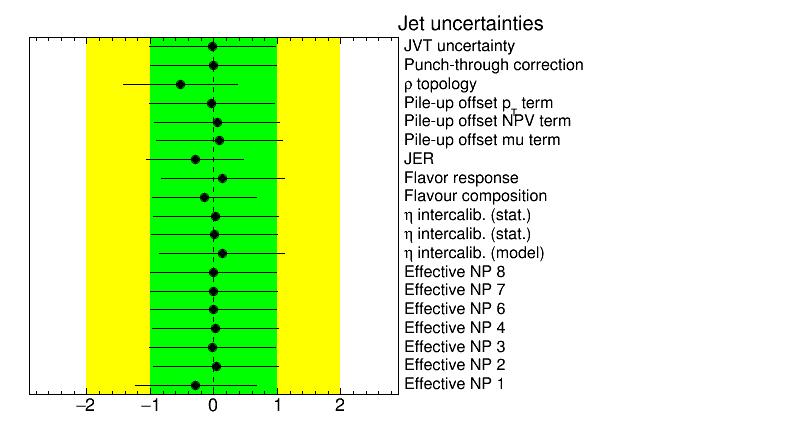 Jet uncertainties
JVT uncertainty
Punch-through correction
ρ topology
Pile-up offset p_T term
Pile-up offset NPV term
Pile-up offset mu term
JER
Flavor response
Flavour composition
η intercalib. (stat.)
η intercalib. (stat.)
η intercalib. (model)
Effective NP 8
Effective NP 7
Effective NP 6
Effective NP 4
Effective NP 3
Effective NP 2
Effective NP 1
−2 −1 0 1 2